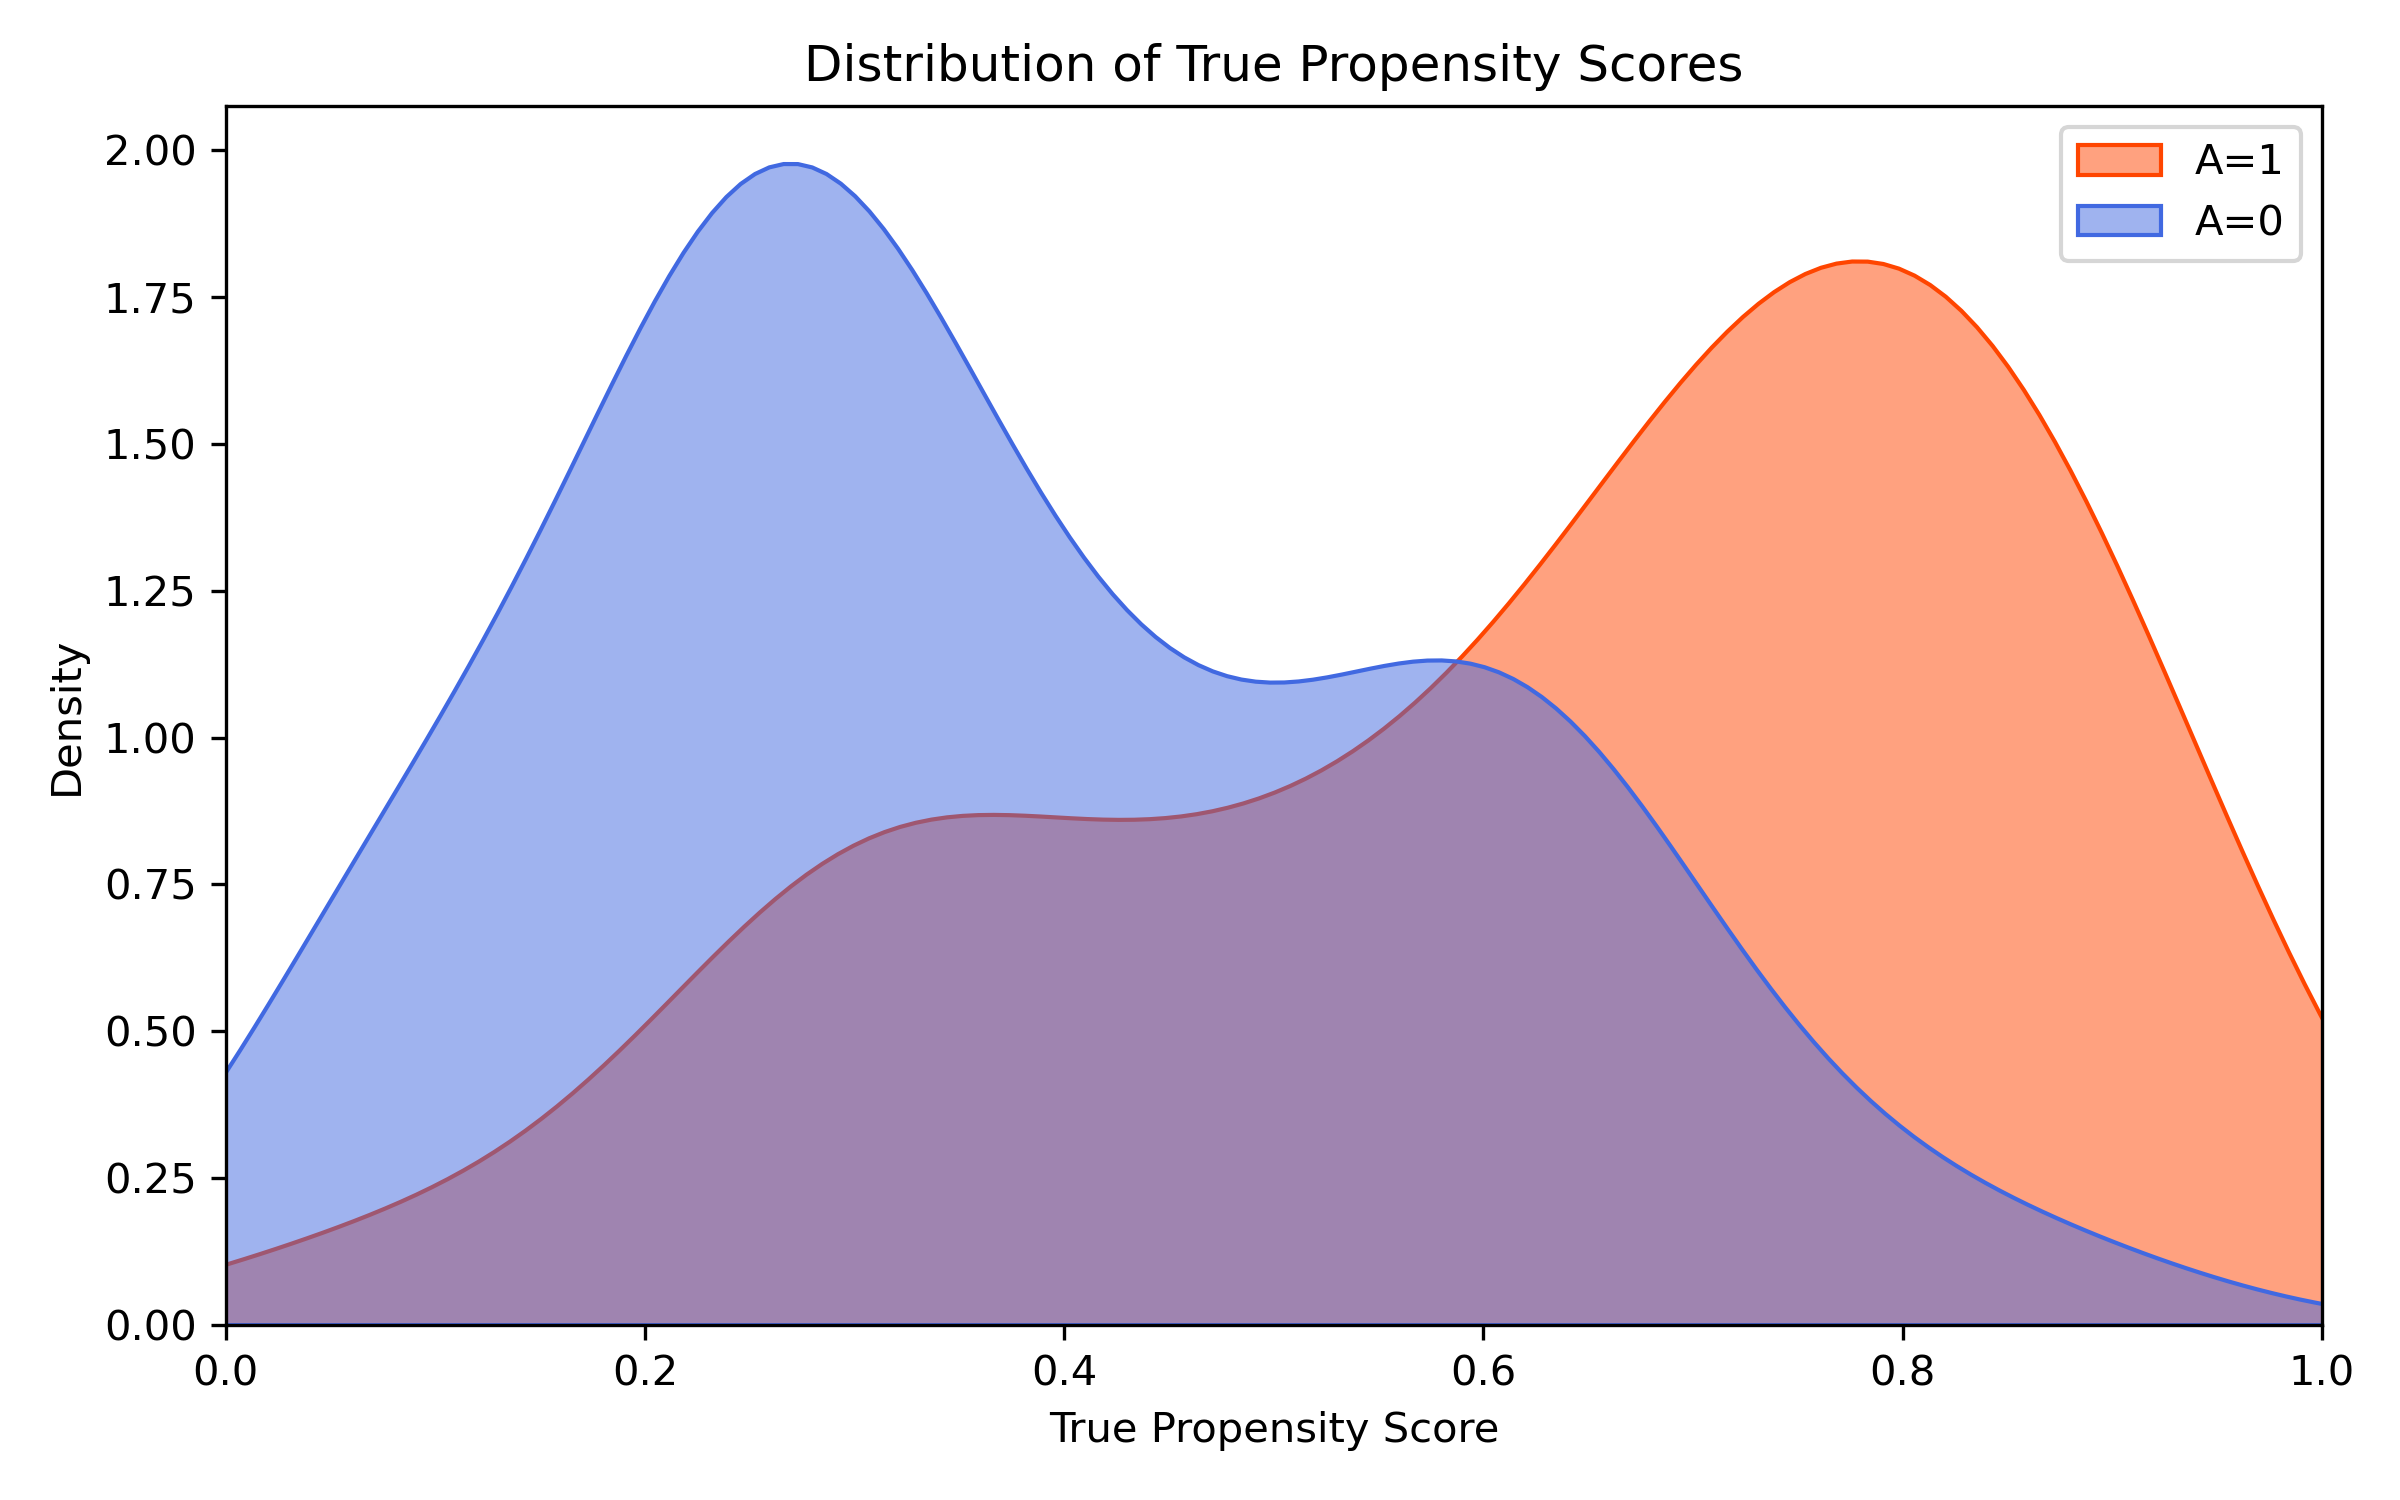 Distribution of True Propensity Scores
A=1
A=0
Density
2.00
1.75
1.50
1.25
1.00
0.75
0.50
0.25
0.00
0.0 0.2 0.4 0.6 0.8 1.0
True Propensity Score